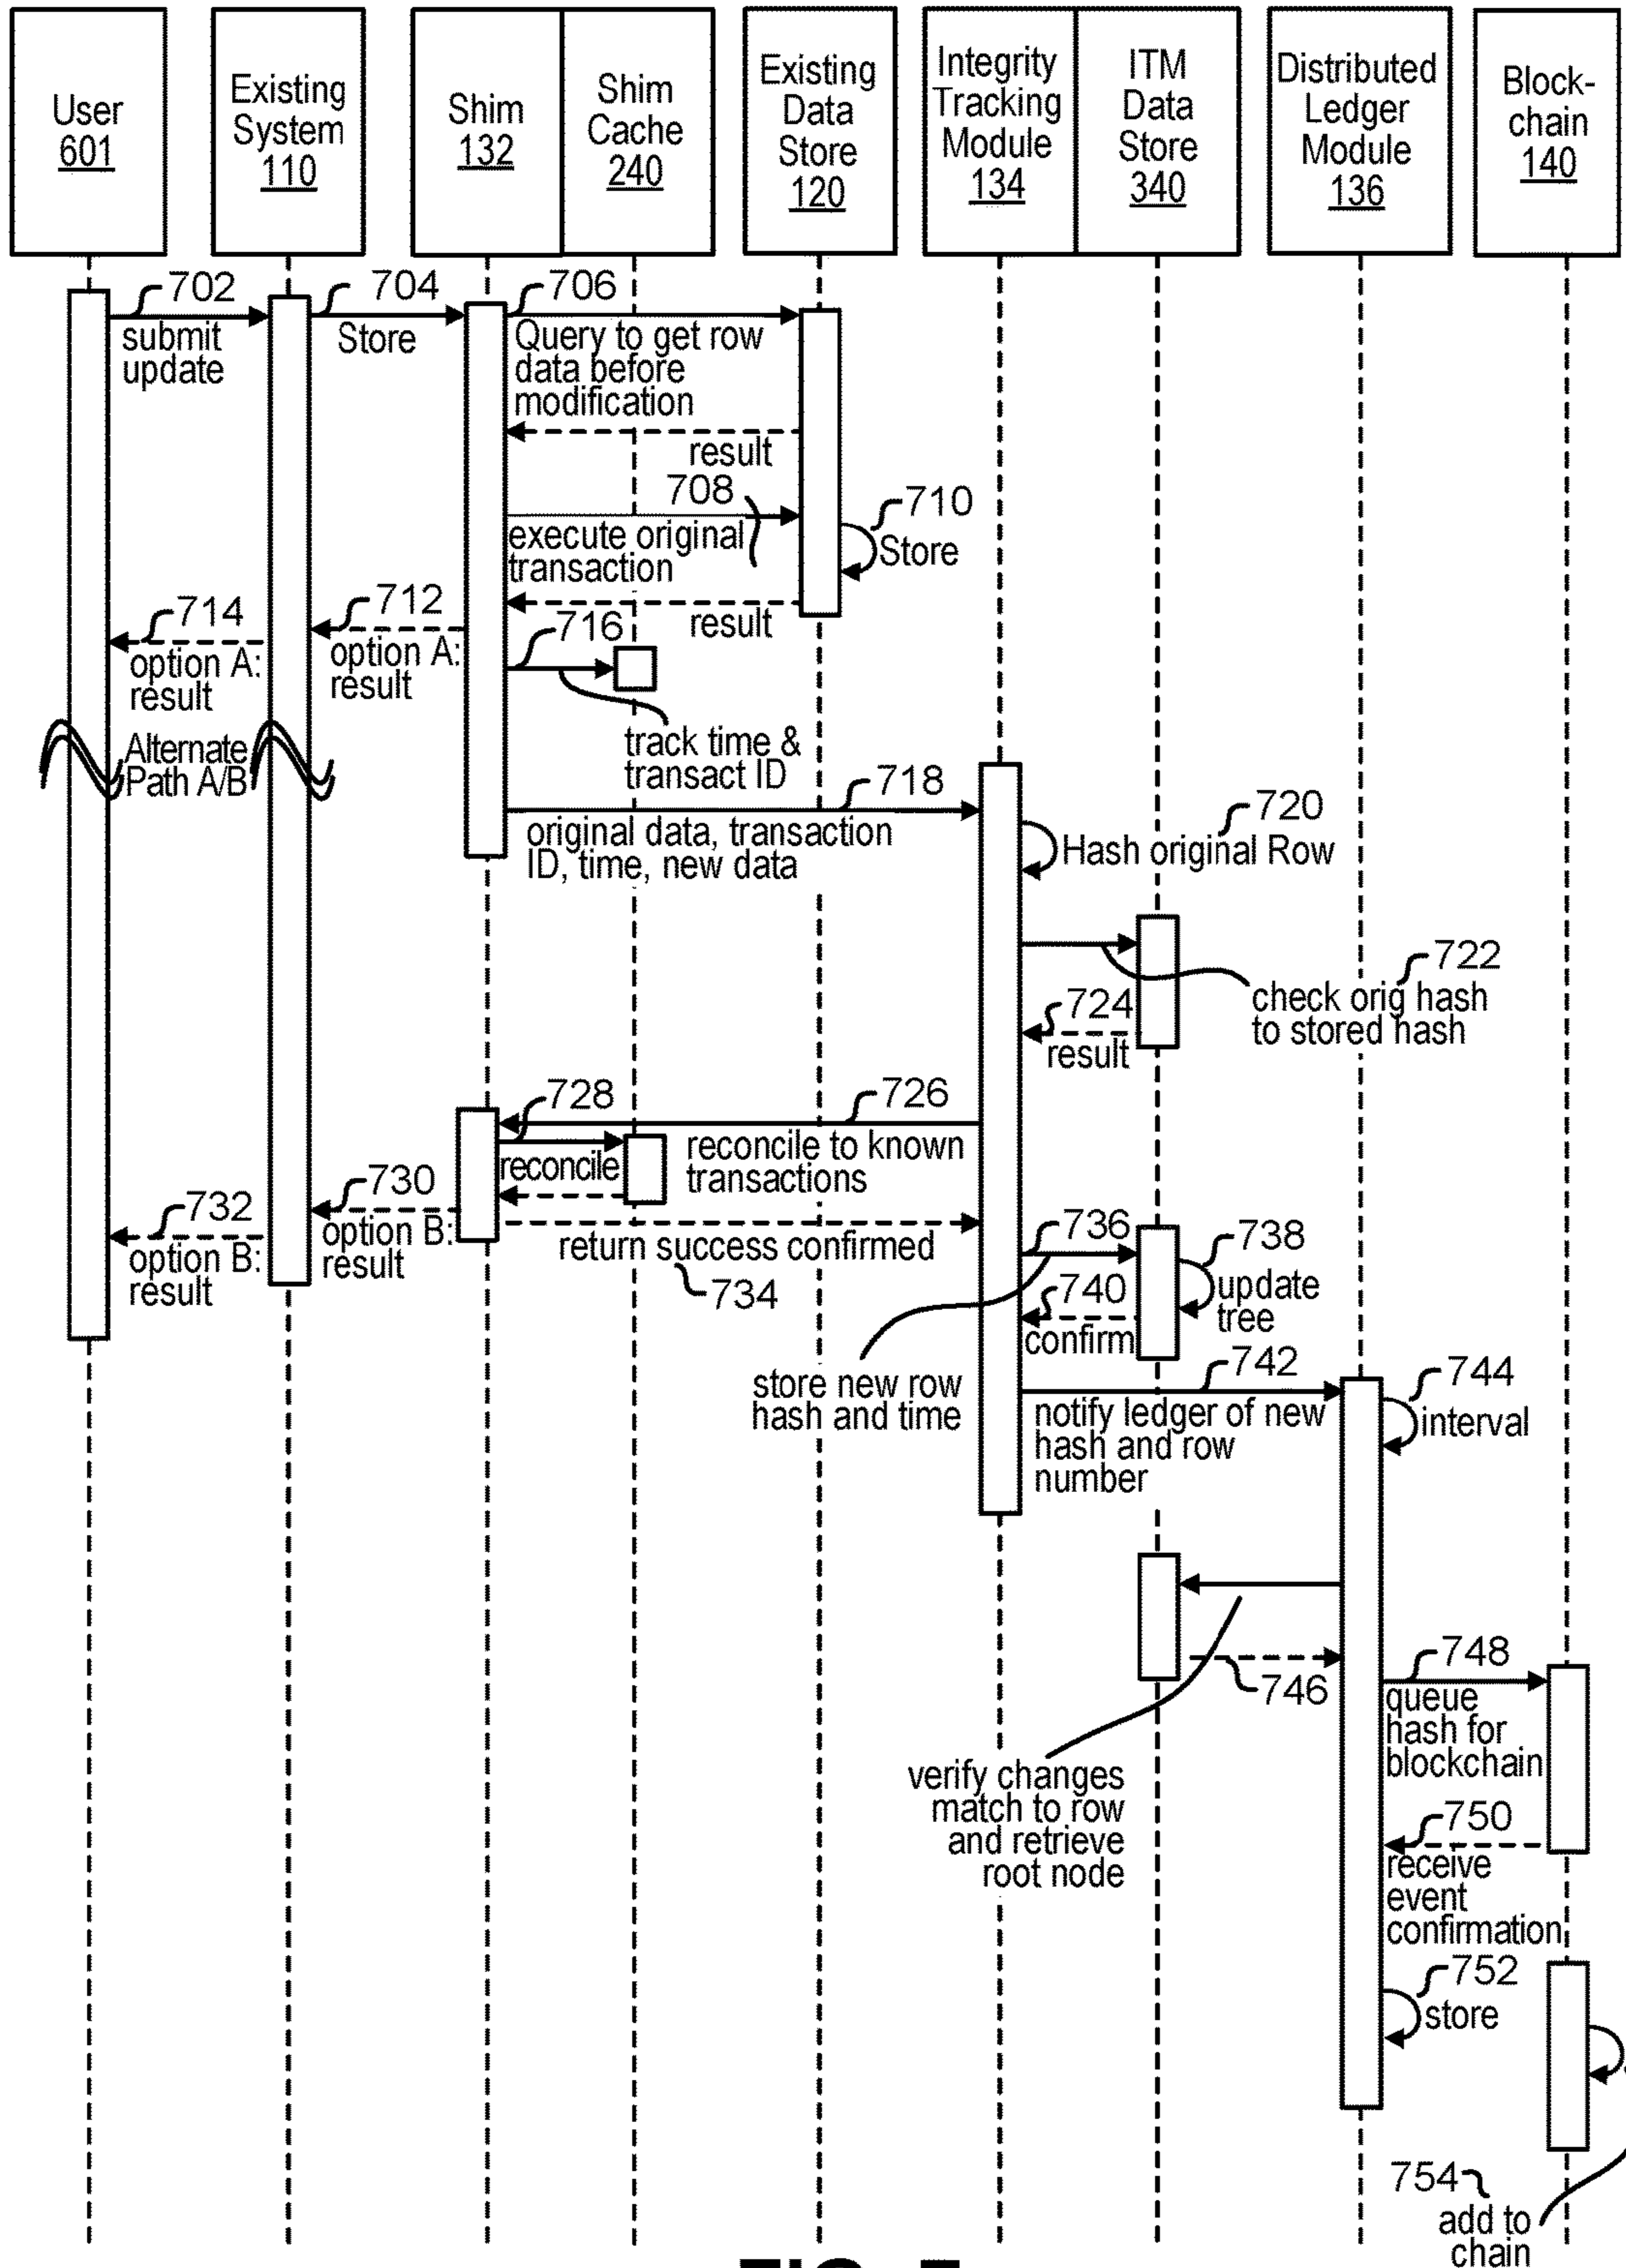 User
601
Existing
System
110
Shim
132
Shim
Cache
240
Existing
Data
Store
120
Integrity
Tracking
Module
134
ITM
Data
Store
340
Distributed
Ledger
Module
136
Block-
chain
140
702
submit
update
704
Store
706
Query to get row
data before
modification
result
708
execute original
transaction
710
Store
result
712
option A:
result
714
option A:
result
716
track time &
transact ID
Alternate
Path A/B
718
original data, transaction
ID, time, new data
720
Hash original Row
722
check orig hash
to stored hash
724
result
726
reconcile to known
transactions
728
reconcile
730
option B:
result
732
option B:
result
return success confirmed
734
736
store new row
hash and time
738
update
tree
740
confirm
742
notify ledger of new
hash and row
number
744
interval
746
verify changes
match to row
and retrieve
root node
748
queue
hash for
blockchain
750
receive
event
confirmation
752
store
754
add to
chain